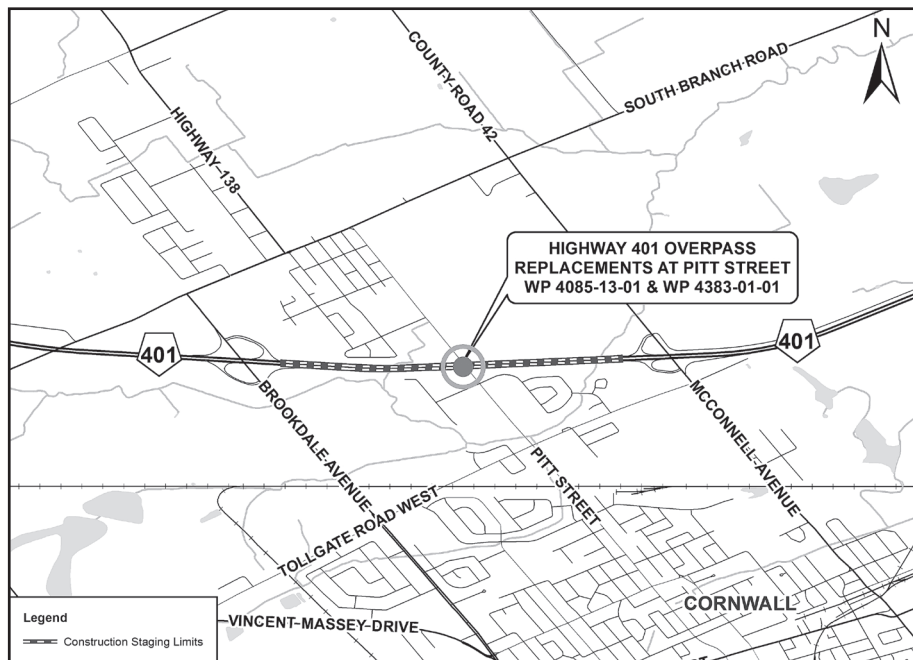 N
COUNTY ROAD 42
SOUTH BRANCH ROAD
HIGHWAY 138
HIGHWAY 401 OVERPASS
REPLACEMENTS AT PITT STREET
WP 4085-13-01 & WP 4383-01-01
401
401
BROOKDALE AVENUE
MCCONNELL AVENUE
PITT STREET
TOLLGATE ROAD WEST
CORNWALL
Legend
Construction Staging Limits
VINCENT MASSEY DRIVE